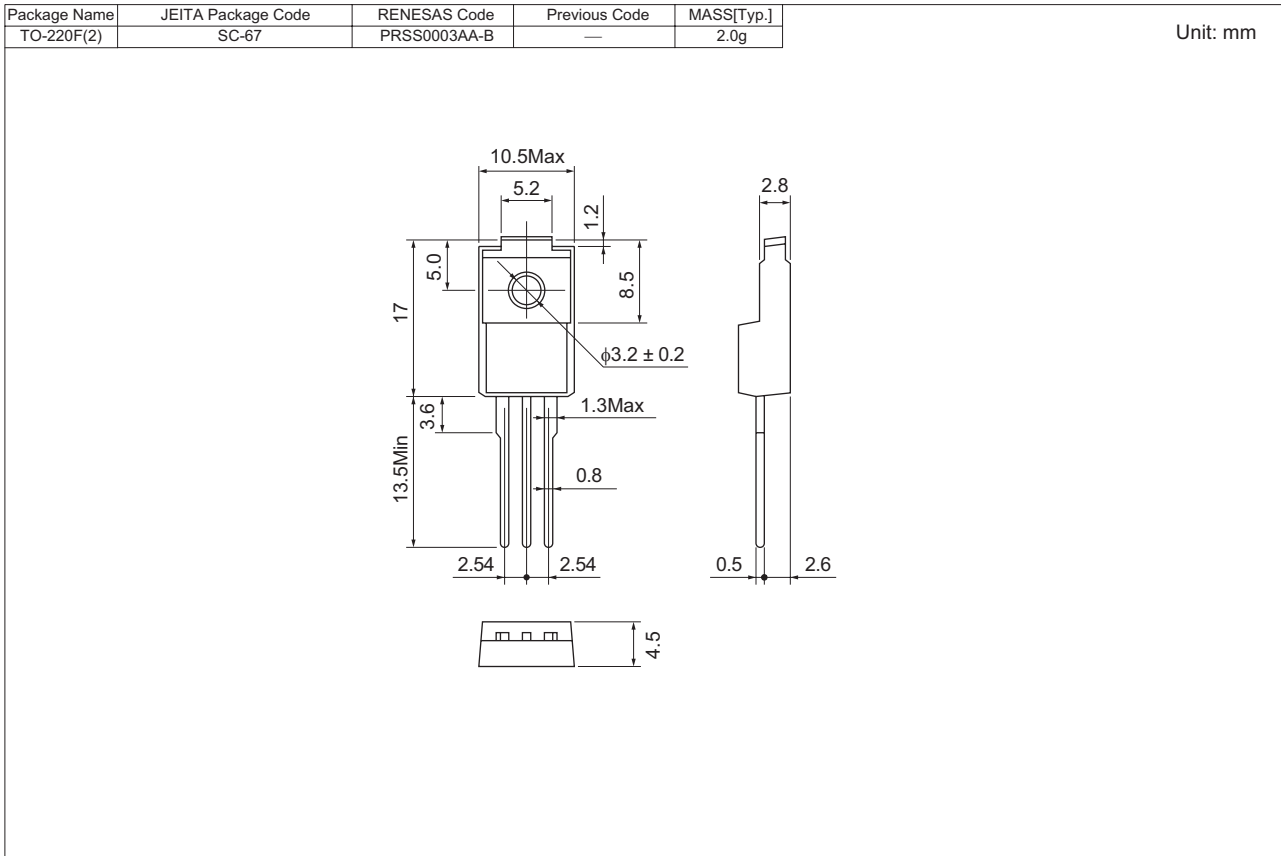 Package Name JEITA Package Code RENESAS Code Previous Code MASS[Typ.]
TO-220F(2) SC-67 PRSS0003AA-B — 2.0g
Unit: mm
10.5Max
5.2
2.8
1.2
5.0
8.5
17
ϕ3.2 ± 0.2
3.6
1.3Max
13.5Min
0.8
2.54 2.54
0.5 2.6
4.5